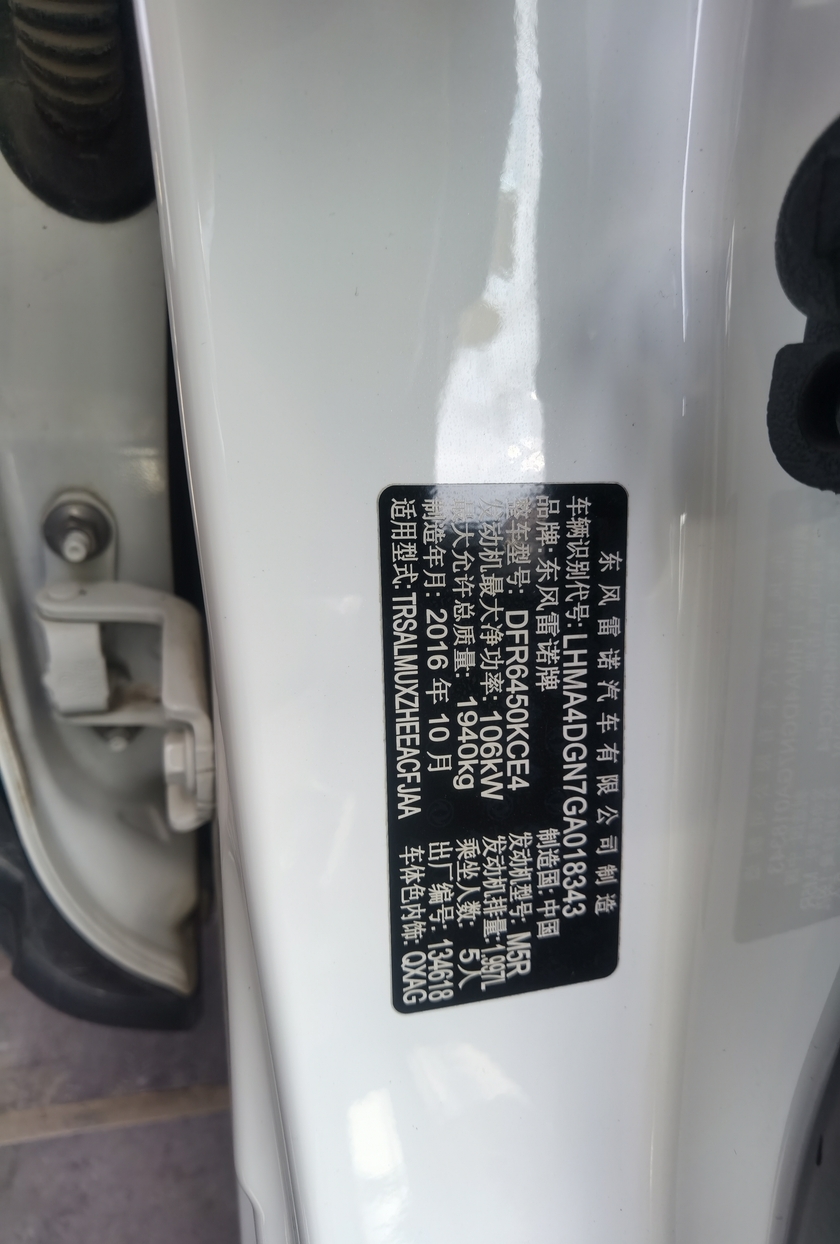 东风雷诺汽车有限公司制造
车辆识别代号:LHMA4DGN7GA018343
品牌:东风雷诺牌 制造国:中国
整车型号:DFR6450KCE4 发动机型号:M5R
发动机最大净功率:106kW 发动机排量:1.997L
最大允许总质量:1940kg 乘坐人数:5人
制造年月:2016年10月 出厂编号:134618
适用型式:TRSALMUXZHEEACFJAA 车体色内饰:QXAG